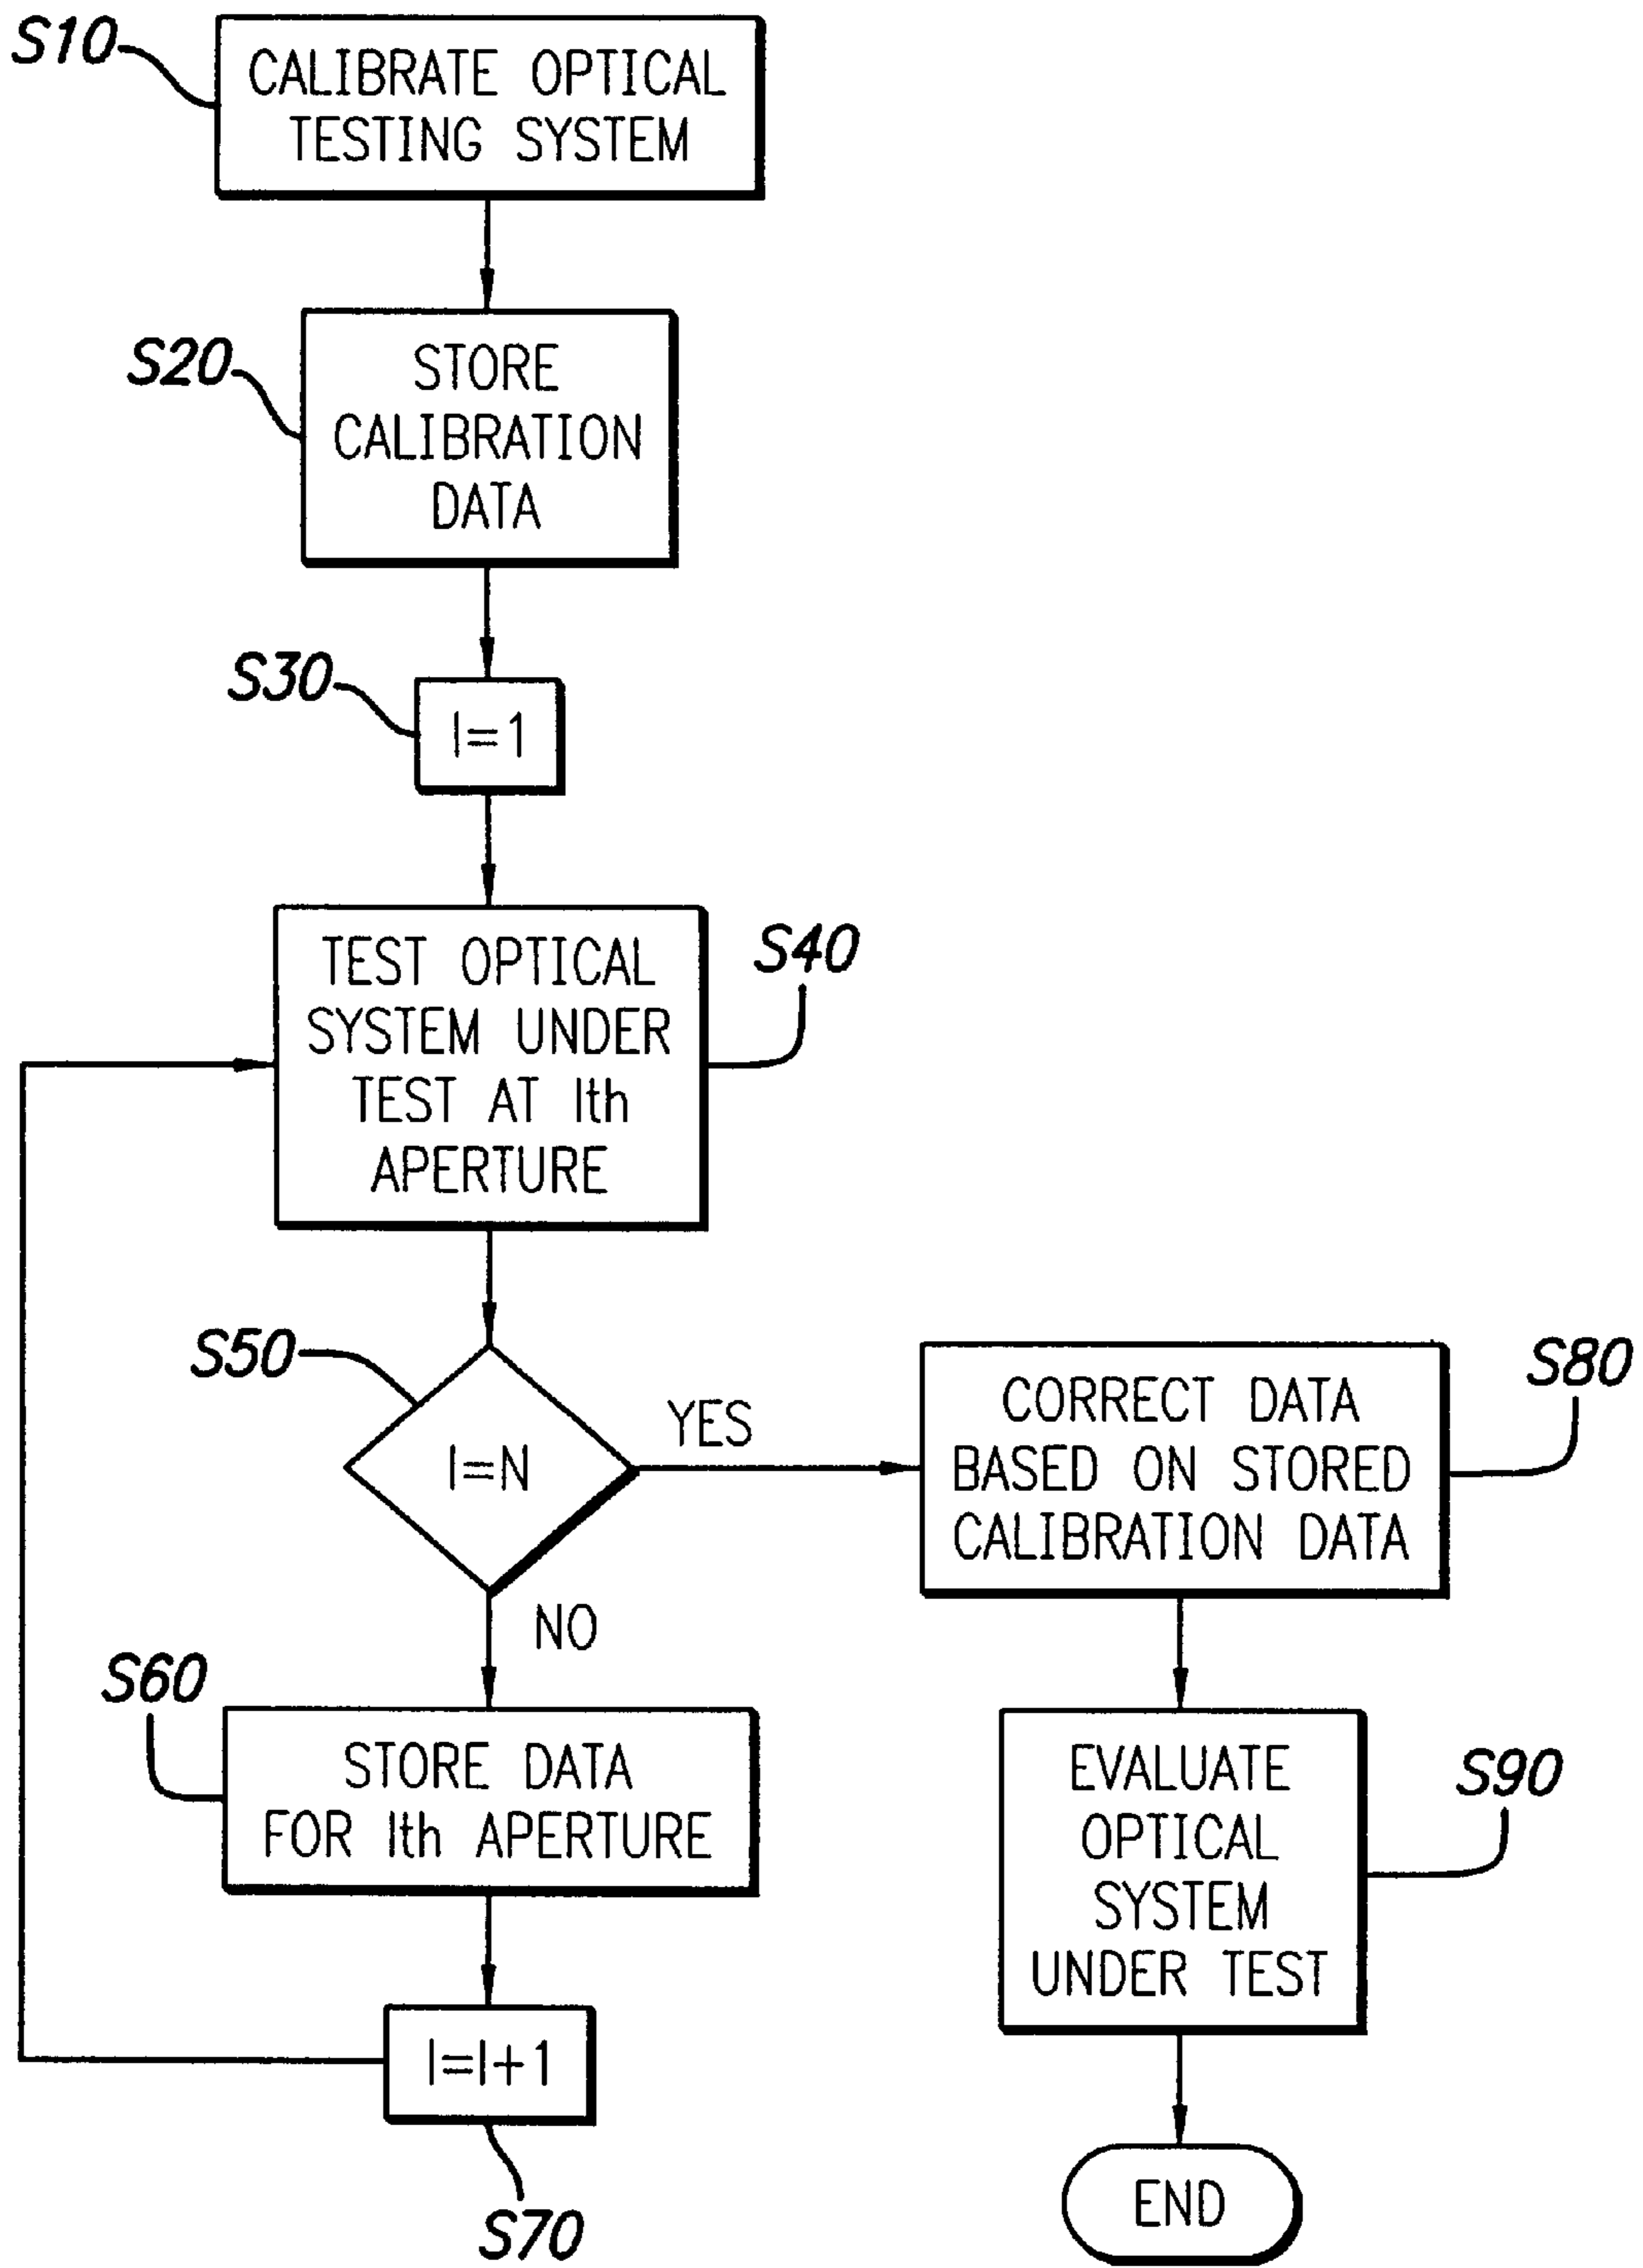 S10
CALIBRATE OPTICAL
TESTING SYSTEM
S20
STORE
CALIBRATION
DATA
S30
I=1
TEST OPTICAL
SYSTEM UNDER
TEST AT Ith
APERTURE
S40
S50
I=N
YES
NO
CORRECT DATA
BASED ON STORED
CALIBRATION DATA
S80
S60
STORE DATA
FOR Ith APERTURE
EVALUATE
OPTICAL
SYSTEM
UNDER TEST
S90
I=I+1
S70
END